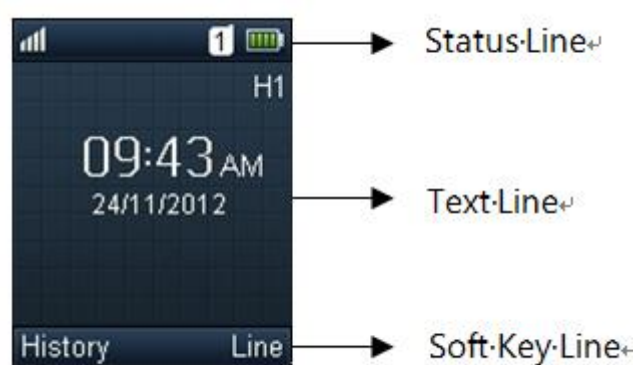 1
Status·Line↵
H1
09:43 AM
24/11/2012
Text·Line↵
History Line
Soft·Key·Line↵